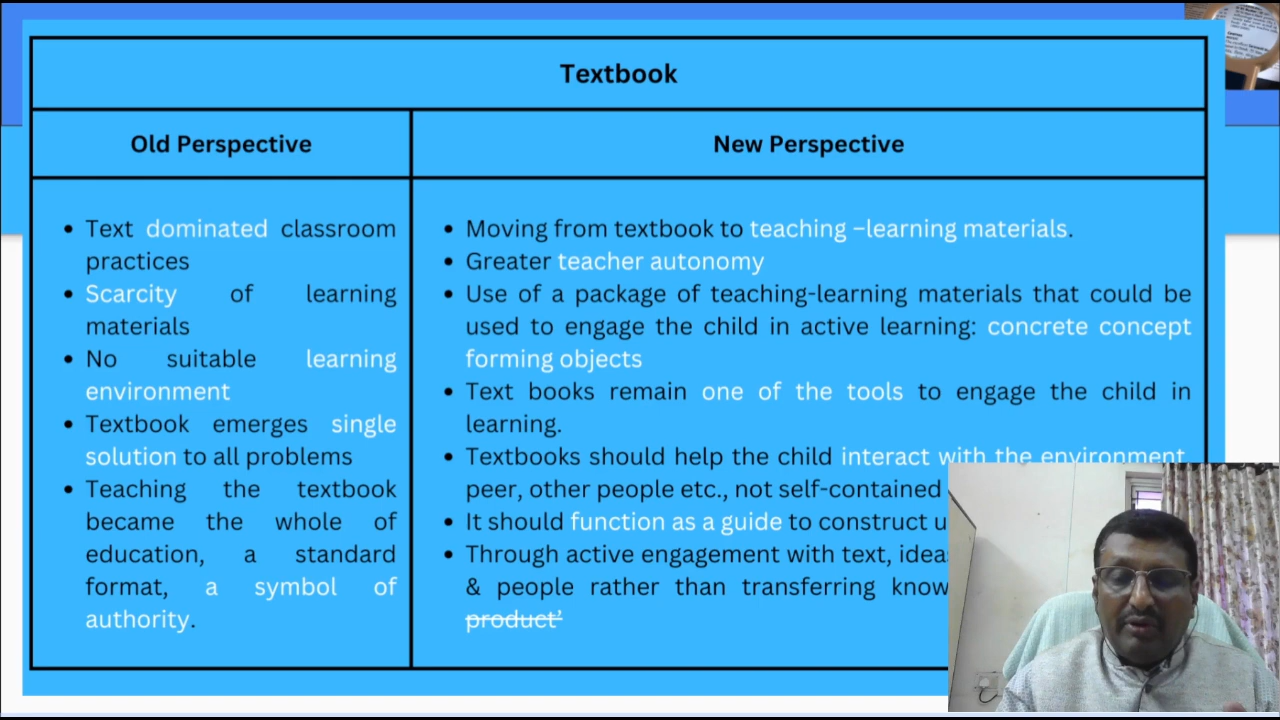 Textbook
Old Perspective
New Perspective
• Text dominated classroom
practices
• Scarcity of learning
materials
• No suitable learning
environment
• Textbook emerges single
solution to all problems
• Teaching the textbook
became the whole of
education, a standard
format, a symbol of
authority.
• Moving from textbook to teaching –learning materials.
• Greater teacher autonomy
• Use of a package of teaching-learning materials that could be
used to engage the child in active learning: concrete concept
forming objects
• Text books remain one of the tools to engage the child in
learning.
• Textbooks should help the child interact with the environment,
peer, other people etc., not self-contained
• It should function as a guide to construct
• Through active engagement with text,
& people rather than transferring
product’